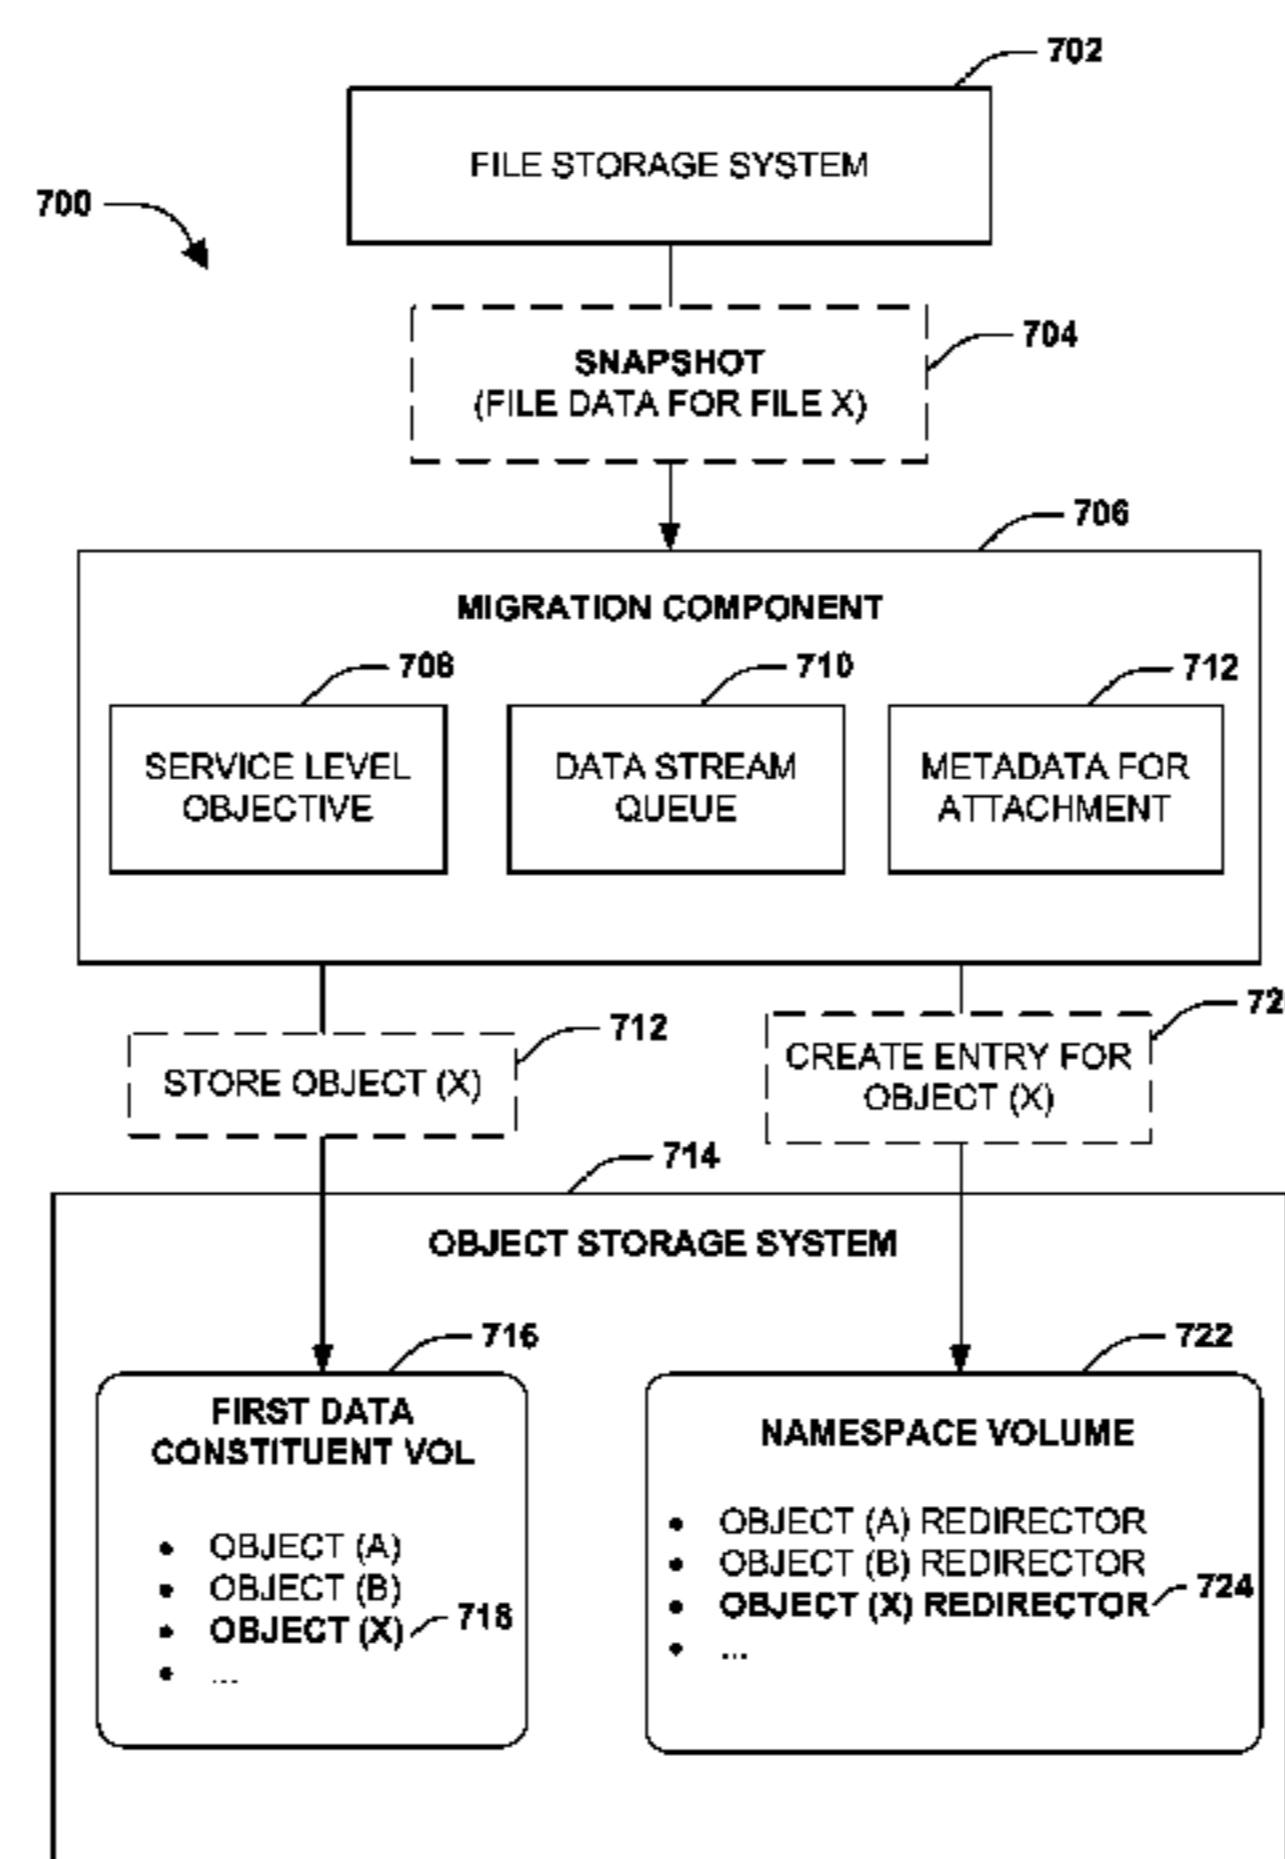 702
FILE STORAGE SYSTEM
700
704
SNAPSHOT
(FILE DATA FOR FILE X)
706
MIGRATION COMPONENT
708
710
712
SERVICE LEVEL
OBJECTIVE
DATA STREAM
QUEUE
METADATA FOR
ATTACHMENT
712
72
STORE OBJECT (X)
CREATE ENTRY FOR
OBJECT (X)
714
OBJECT STORAGE SYSTEM
716
722
FIRST DATA
CONSTITUENT VOL
• OBJECT (A)
• OBJECT (B)
• OBJECT (X) 718
• ...
NAMESPACE VOLUME
• OBJECT (A) REDIRECTOR
• OBJECT (B) REDIRECTOR
• OBJECT (X) REDIRECTOR 724
• ...